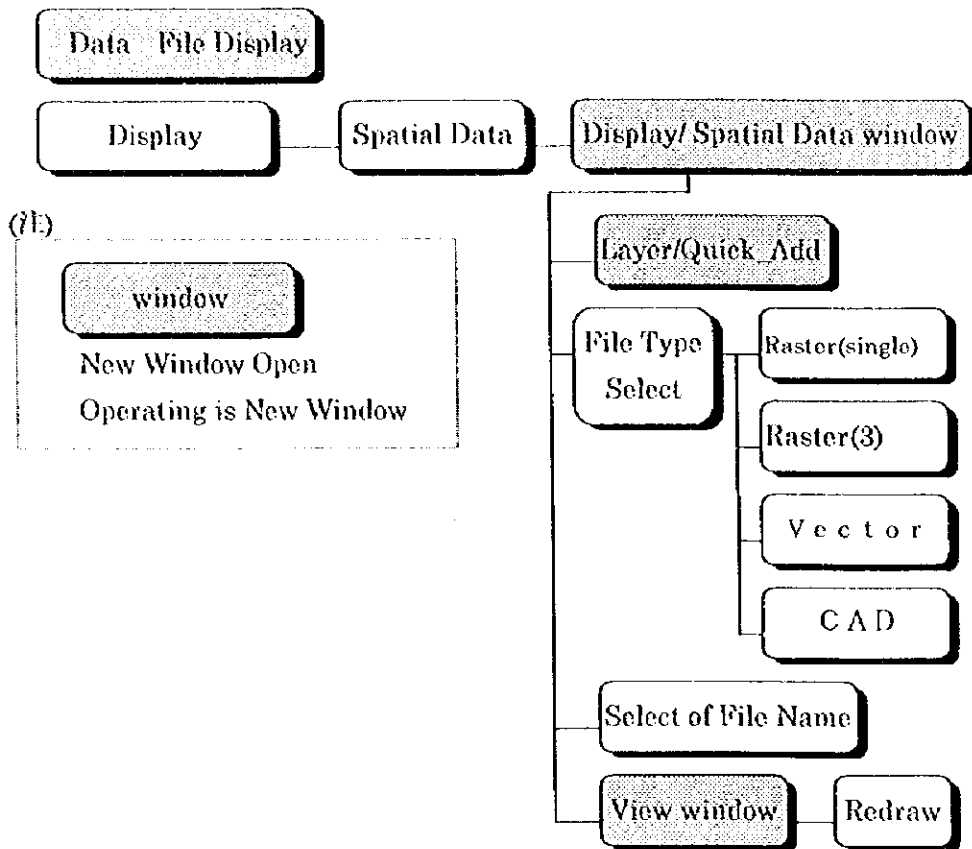 Data File Display
Display
Spatial Data
Display/ Spatial Data window
(注)
window
New Window Open
Operating is New Window
Layer/Quick_Add
File Type
Select
Raster(single)
Raster(3)
Vector
CAD
Select of File Name
View window
Redraw